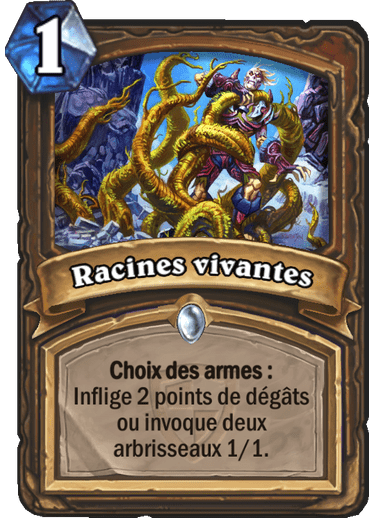 1
Racines vivantes
Choix des armes :
Inflige 2 points de dégâts
ou invoque deux
arbrisseaux 1/1.